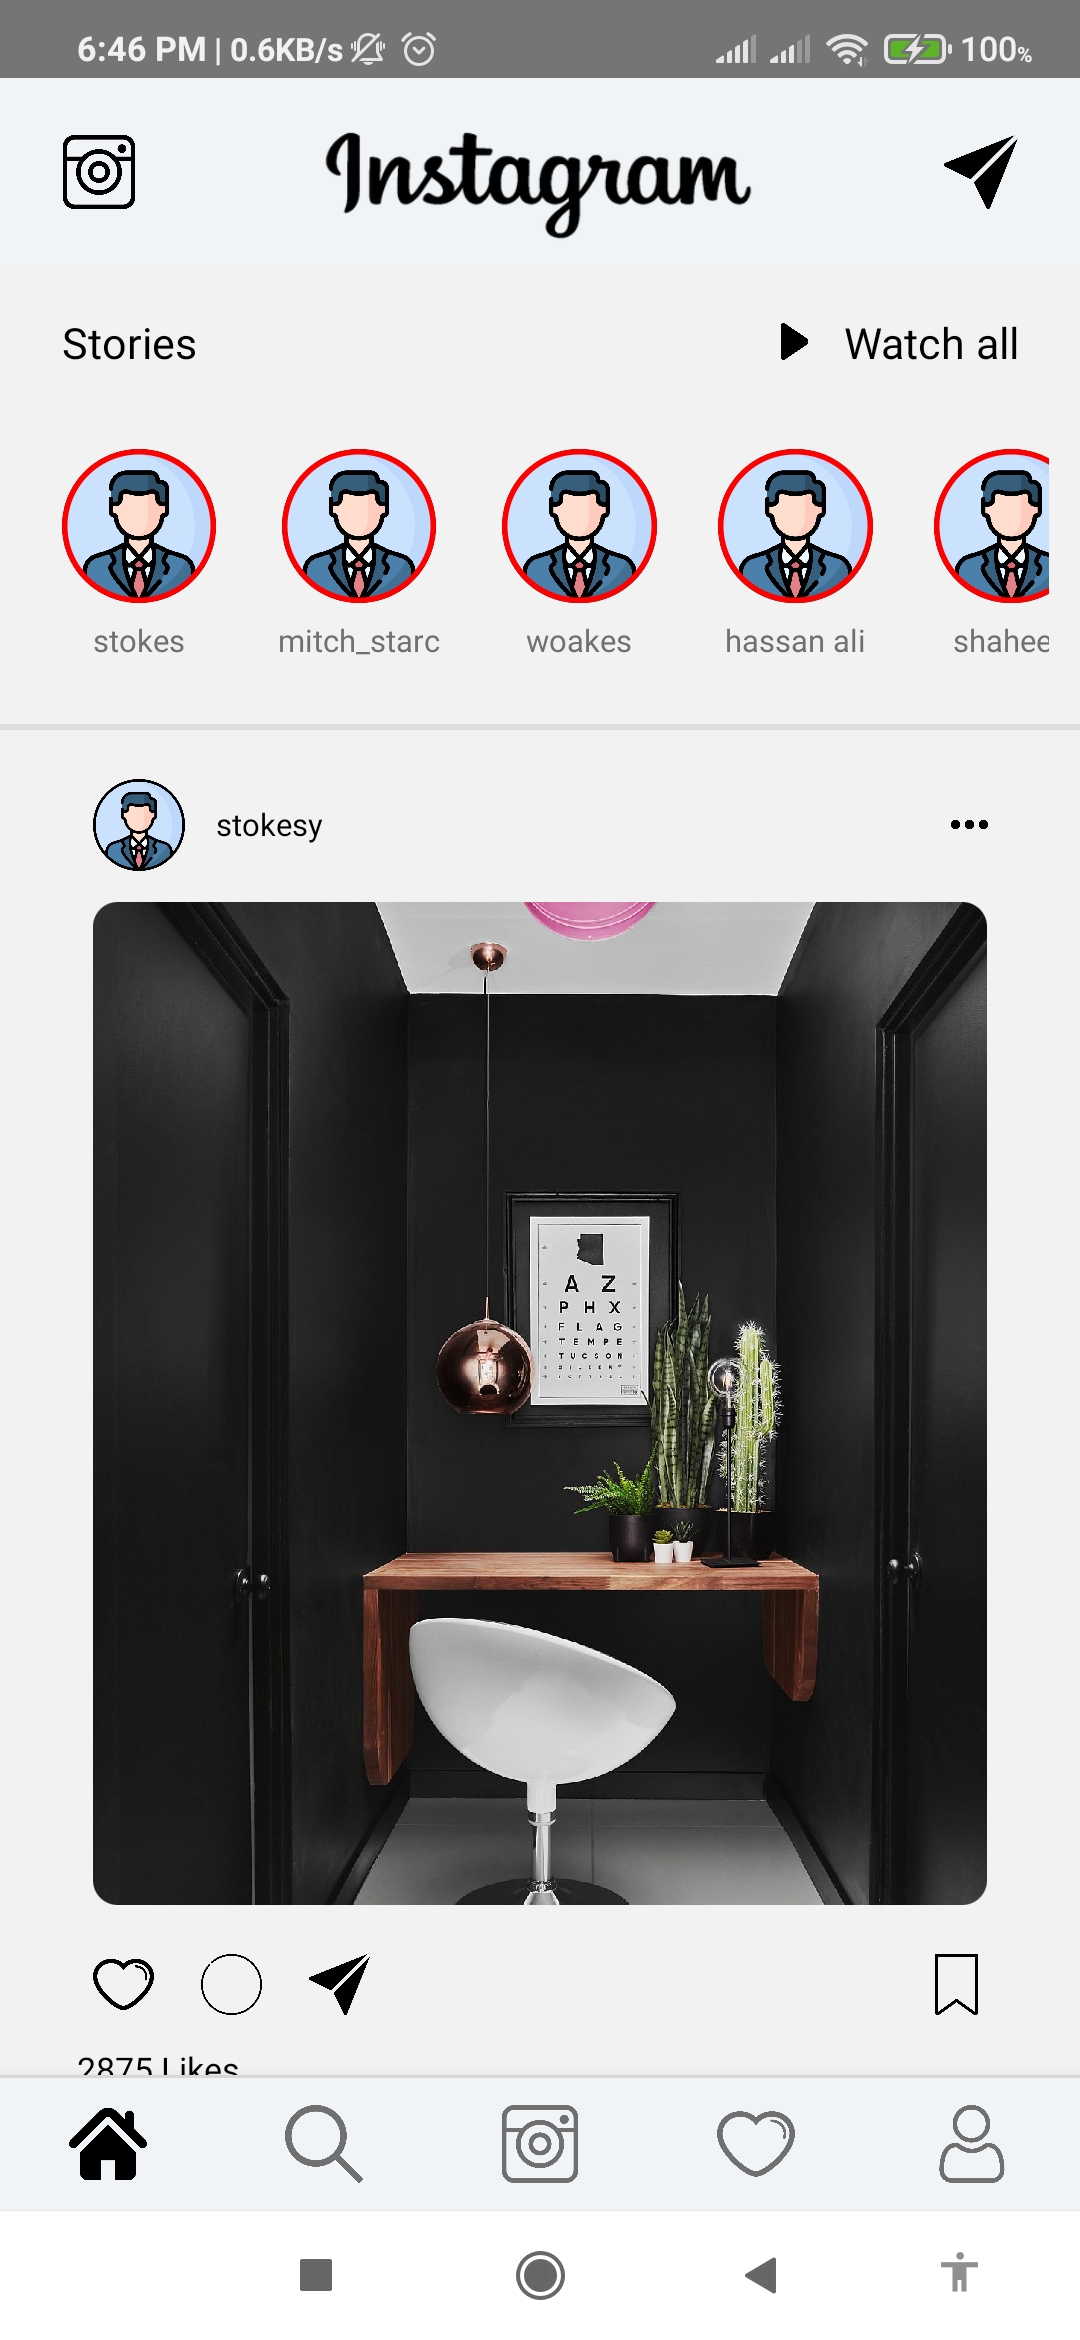 6:46 PM | 0.6KB/s 100%
Instagram
Stories Watch all
stokes mitch_starc woakes hassan ali shahee
stokesy
A Z
P H X
F L A G
T E M P E
T U C S O N
2875 Likes